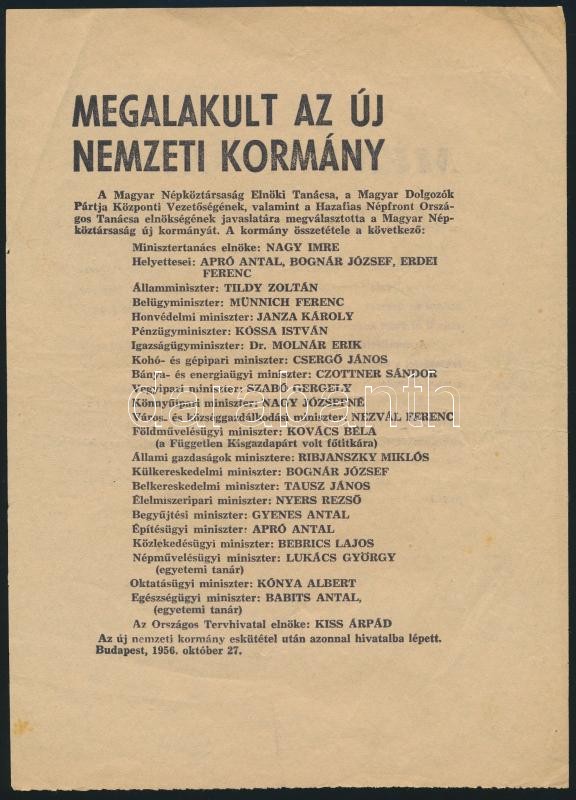 MEGALAKULT AZ ÚJ
NEMZETI KORMÁNY
A Magyar Népköztársaság Elnöki Tanácsa, a Magyar Dolgozók
Pártja Központi Vezetőségének, valamint a Hazafias Népfront Orszá-
gos Tanácsa elnökségének javaslatára megválasztotta a Magyar Nép-
köztársaság új kormányát. A kormány összetétele a következő:
Minisztertanács elnöke: NAGY IMRE
Helyettesei: APRÓ ANTAL, BOGNÁR JÓZSEF, ERDEI
FERENC
Államminiszter: TILDY ZOLTÁN
Belügyminiszter: MÜNNICH FERENC
Honvédelmi miniszter: JANZA KÁROLY
Pénzügyminiszter: KOSSA ISTVÁN
Igazságügyminiszter: Dr. MOLNÁR ERIK
Kohó- és gépipari miniszter: CSERGŐ JÁNOS
Bánya- és energiaügyi miniszter: CZOTTNER SÁNDOR
Vegyipari miniszter: SZABÓ GERGELY
Könnyűipari miniszter: NAGY JÓZSEFNÉ
Város- és községgazdálkodási miniszter: NEZVÁL FERENC
Földművelésügyi miniszter: KOVÁCS BÉLA
(a Független Kisgazdapárt volt főtitkára)
Állami gazdaságok minisztere: RIBJANSZKY MIKLÓS
Külkereskedelmi miniszter: BOGNÁR JÓZSEF
Belkereskedelmi miniszter: TAUSZ JÁNOS
Élelmiszeripari miniszter: NYERS REZSŐ
Begyűjtési miniszter: GYENES ANTAL
Építésügyi miniszter: APRÓ ANTAL
Közlekedésügyi miniszter: BEBRICS LAJOS
Népművelésügyi miniszter: LUKÁCS GYÖRGY
(egyetemi tanár)
Oktatásügyi miniszter: KÓNYA ALBERT
Egészségügyi miniszter: BABITS ANTAL,
(egyetemi tanár)
Az Országos Tervhivatal elnöke: KISS ÁRPÁD
Az új nemzeti kormány eskütétel után azonnal hivatalba lépett.
Budapest, 1956. október 27.
darabanth